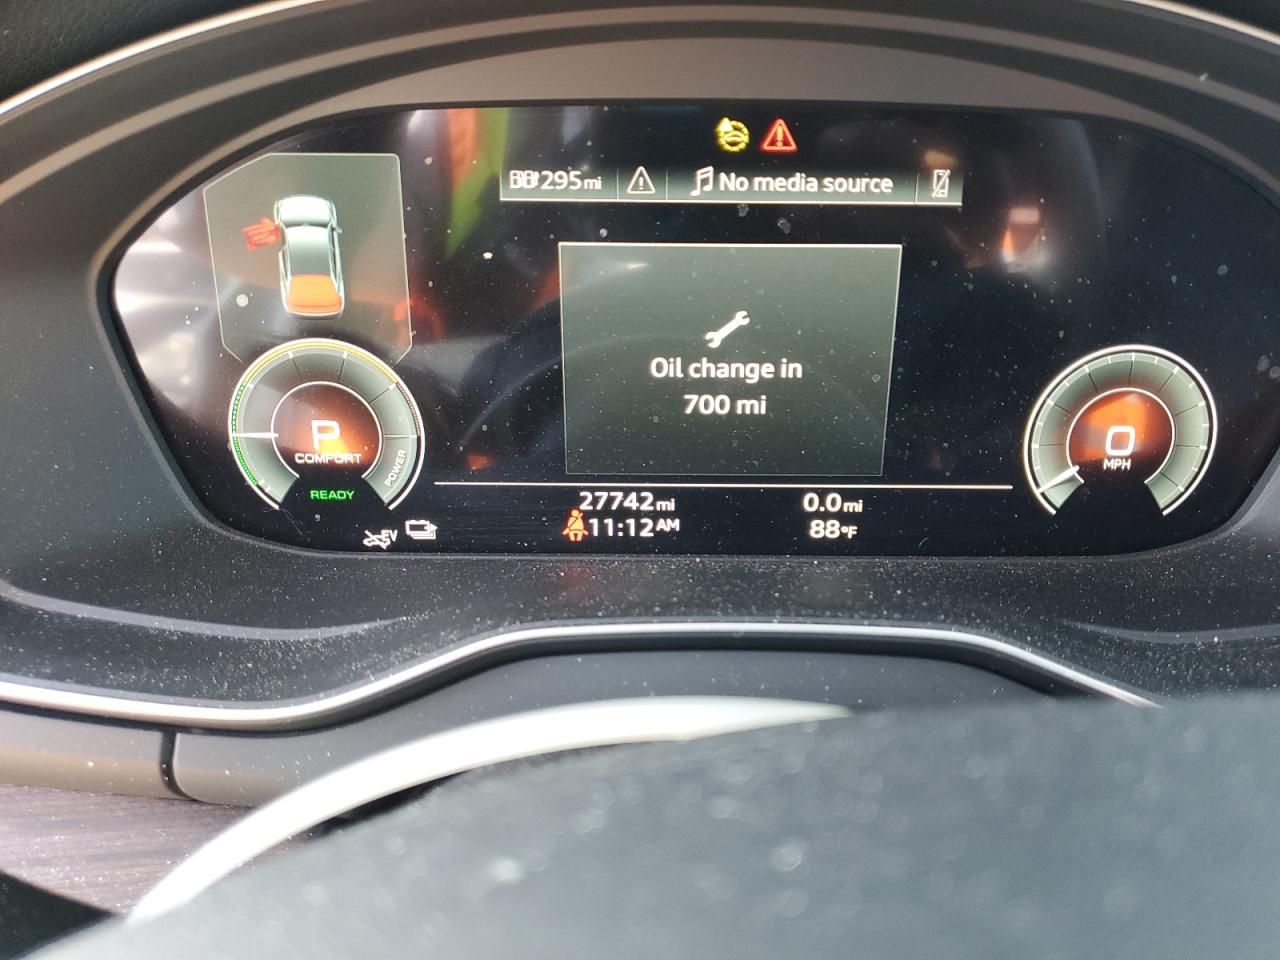 295mi
No media source
Oil change in
700 mi
P
COMFORT
POWER
READY
EV
0
MPH
27742mi
0.0mi
11:12AM
88°F